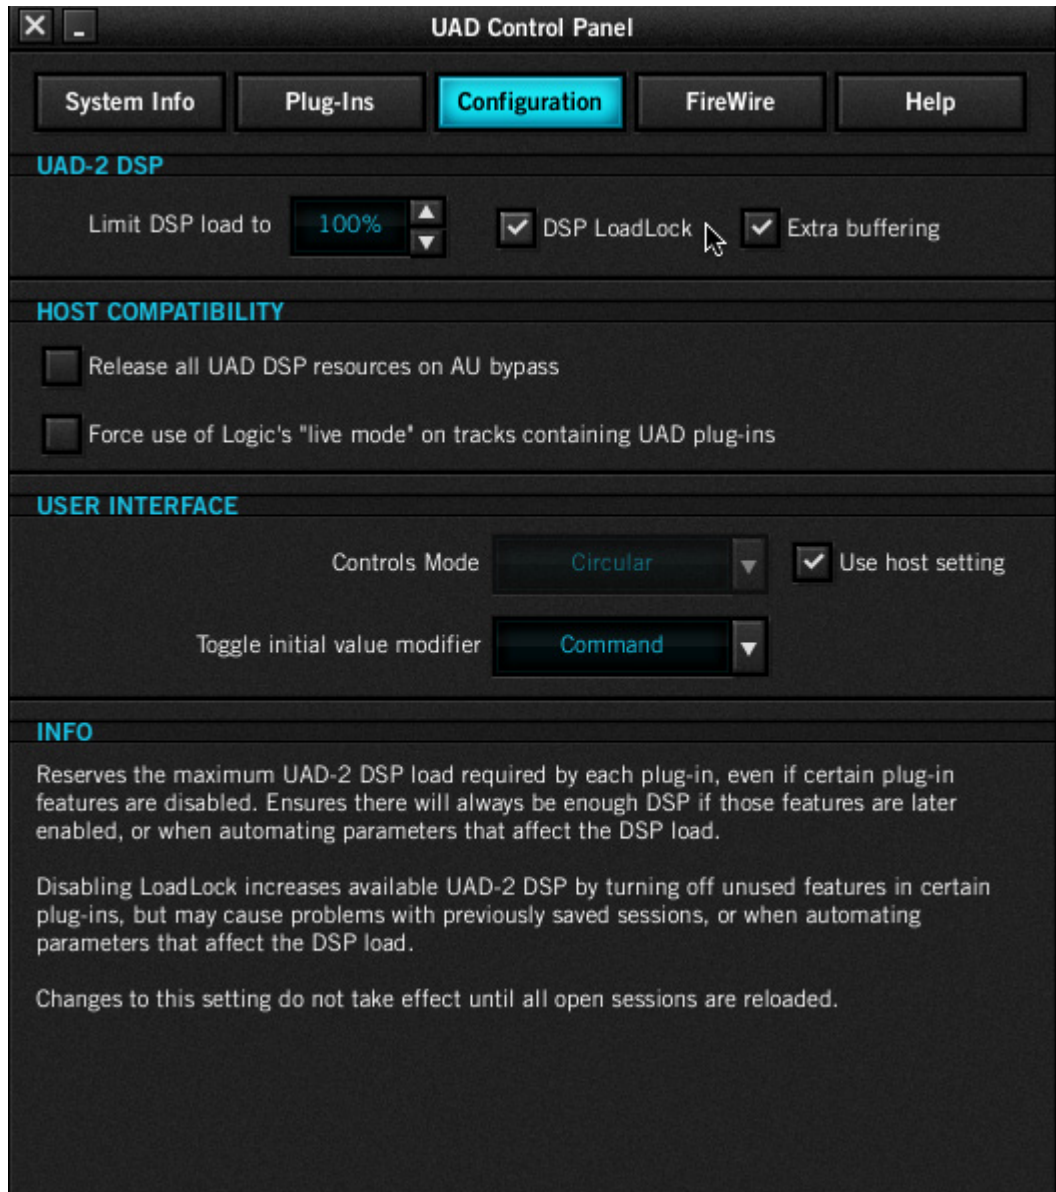 UAD Control Panel
System Info
Plug-Ins
Configuration
FireWire
Help
UAD-2 DSP
Limit DSP load to
100%
DSP LoadLock
Extra buffering
HOST COMPATIBILITY
Release all UAD DSP resources on AU bypass
Force use of Logic's "live mode" on tracks containing UAD plug-ins
USER INTERFACE
Controls Mode
Circular
Use host setting
Toggle initial value modifier
Command
INFO
Reserves the maximum UAD-2 DSP load required by each plug-in, even if certain plug-in
features are disabled. Ensures there will always be enough DSP if those features are later
enabled, or when automating parameters that affect the DSP load.
Disabling LoadLock increases available UAD-2 DSP by turning off unused features in certain
plug-ins, but may cause problems with previously saved sessions, or when automating
parameters that affect the DSP load.
Changes to this setting do not take effect until all open sessions are reloaded.